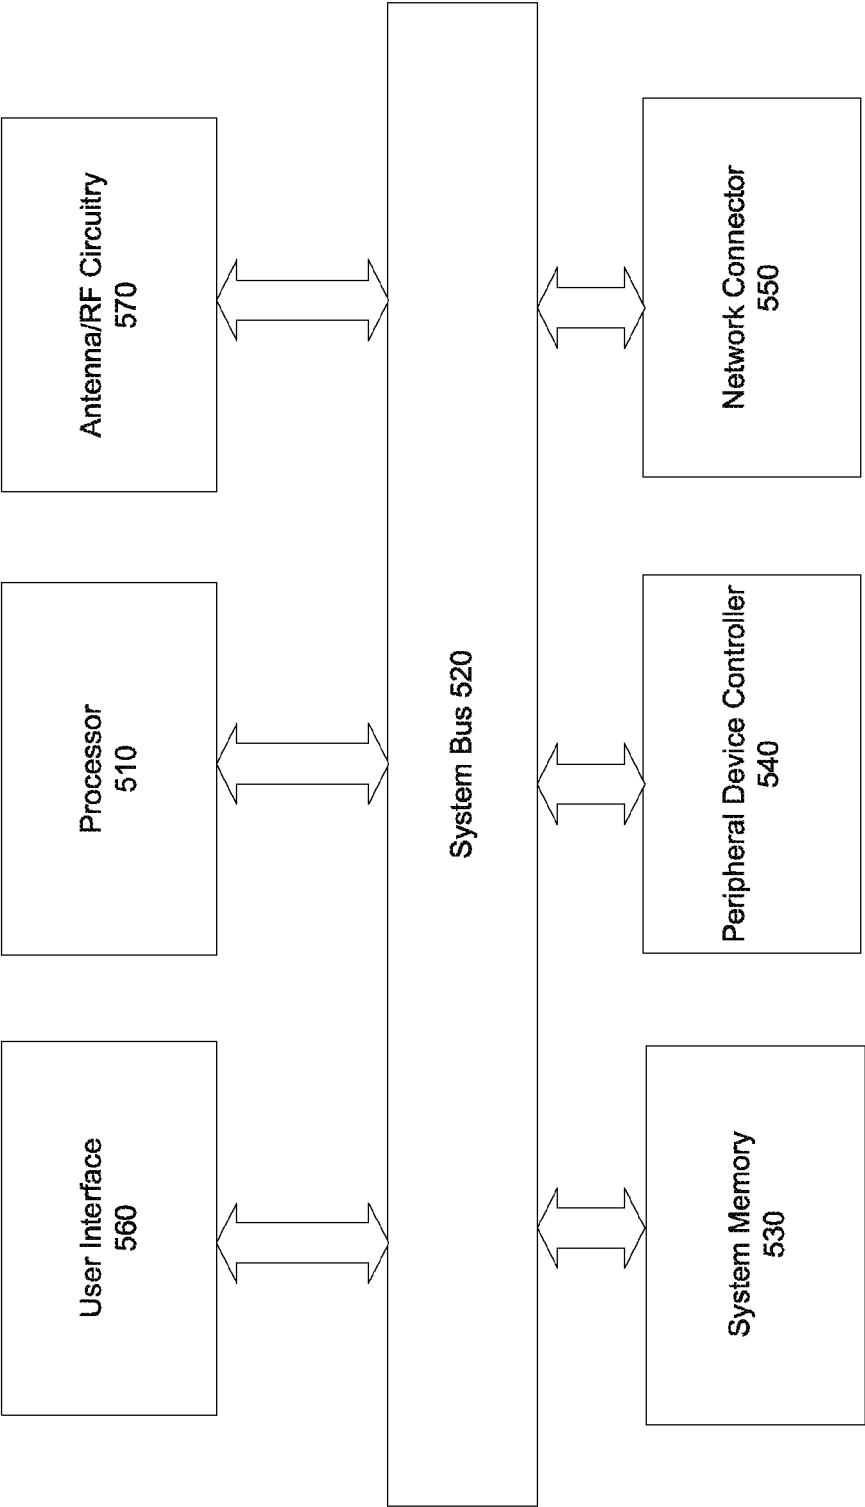 User Interface
560
Processor
510
Antenna/RF Circuitry
570
System Bus 520
System Memory
530
Peripheral Device Controller
540
Network Connector
550